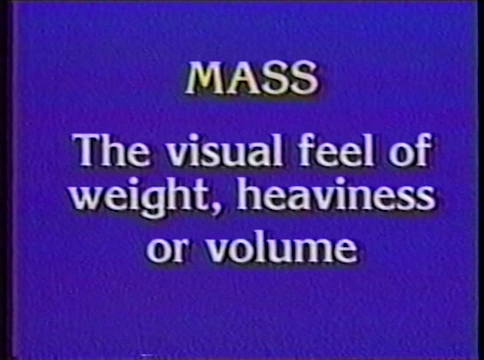 MASS
The visual feel of
weight, heaviness
or volume